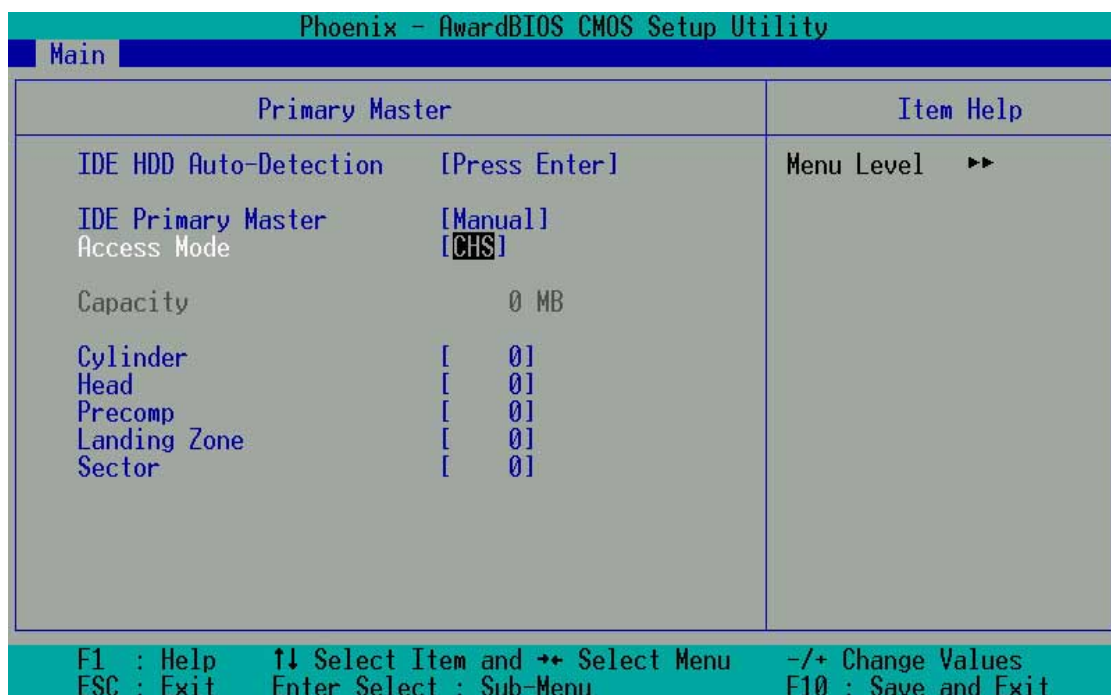 Phoenix - AwardBIOS CMOS Setup Utility
Main
Primary Master
Item Help
IDE HDD Auto-Detection [Press Enter]
Menu Level ►►
IDE Primary Master [Manual]
Access Mode [CHS]
Capacity 0 MB
Cylinder [ 0]
Head [ 0]
Precomp [ 0]
Landing Zone [ 0]
Sector [ 0]
F1 : Help ↑↓ Select Item and →← Select Menu -/+ Change Values
ESC : Exit Enter Select : Sub-Menu F10 : Save and Exit